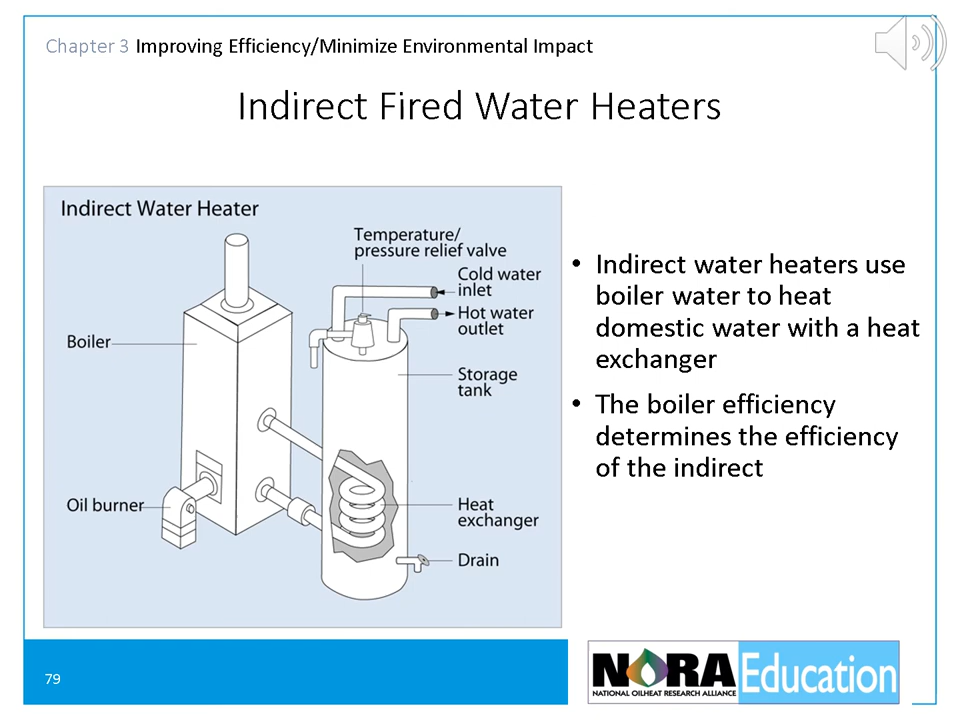 Chapter 3 Improving Efficiency/Minimize Environmental Impact
Indirect Fired Water Heaters
Indirect Water Heater
Temperature/
pressure relief valve
Cold water
inlet
Hot water
outlet
Boiler
Storage
tank
Oil burner
Heat
exchanger
Drain
• Indirect water heaters use
boiler water to heat
domestic water with a heat
exchanger
• The boiler efficiency
determines the efficiency
of the indirect
79
NORA Education
NATIONAL OILHEAT RESEARCH ALLIANCE